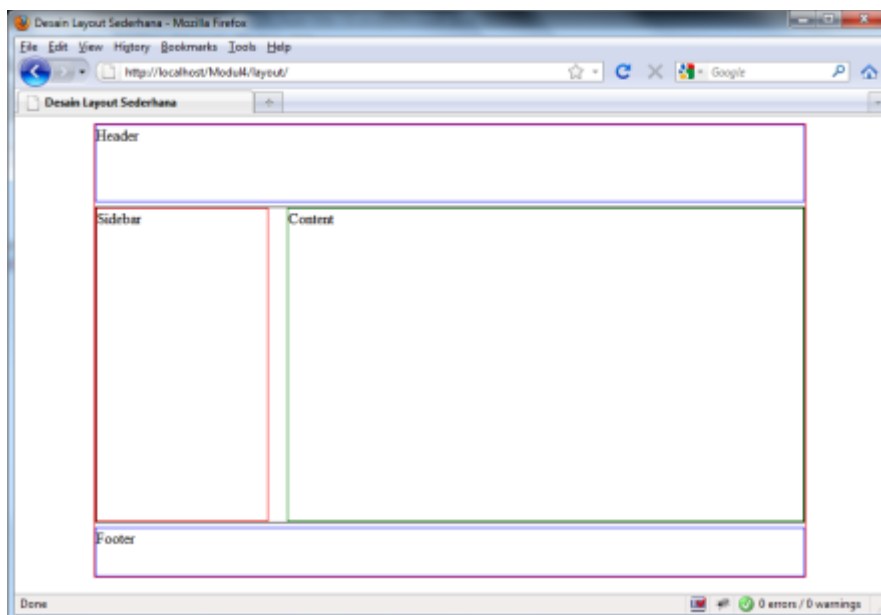 Desain Layout Sederhana - Mozilla Firefox
File Edit View History Bookmarks Tools Help
http://localhost/Modul4/layout/ Google
Desain Layout Sederhana
Header
Sidebar Content
Footer
Done 0 errors / 0 warnings